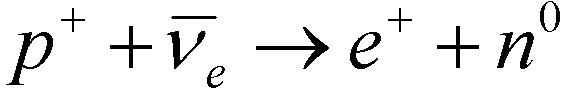 p⁺ + ν̅ₑ → e⁺ + n⁰